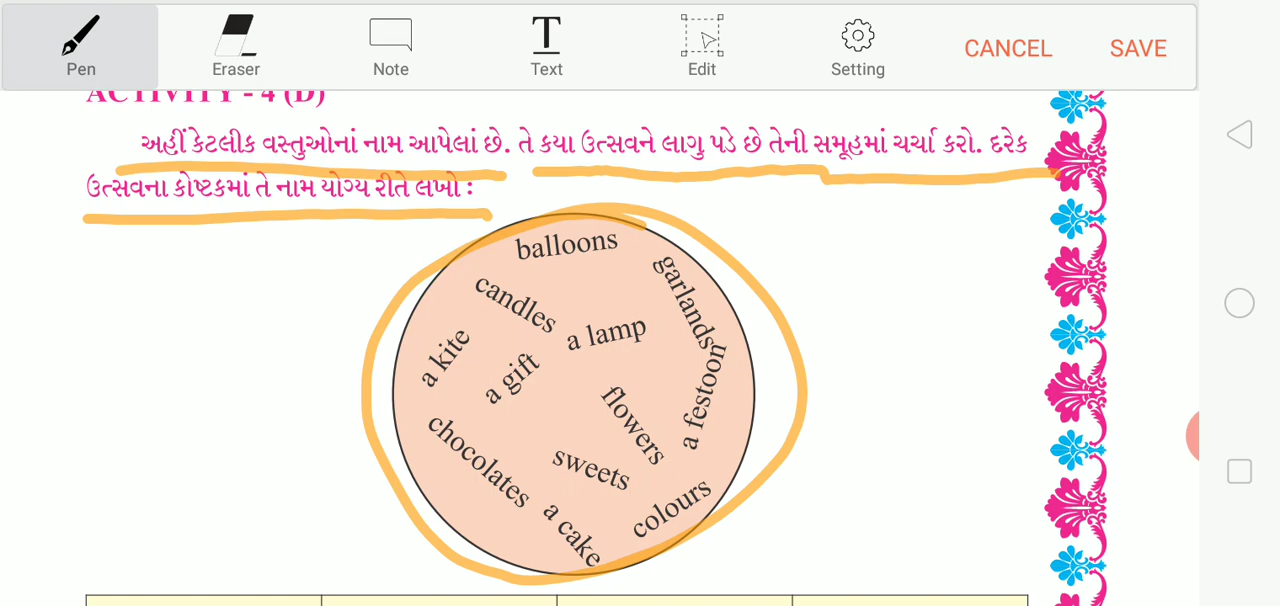 Pen
Eraser
Note
Text
Edit
Setting
CANCEL
SAVE
ACTIVITY - 4 (D)
અહીં કેટલીક વસ્તુઓનાં નામ આપેલાં છે. તે કયા ઉત્સવને લાગુ પડે છે તેની સમૂહમાં ચર્ચા કરો. દરેક
ઉત્સવના કોષ્ટકમાં તે નામ યોગ્ય રીતે લખો :
balloons
garlands
candles
a lamp
a kite
a gift
a festoon
flowers
chocolates
sweets
colours
a cake